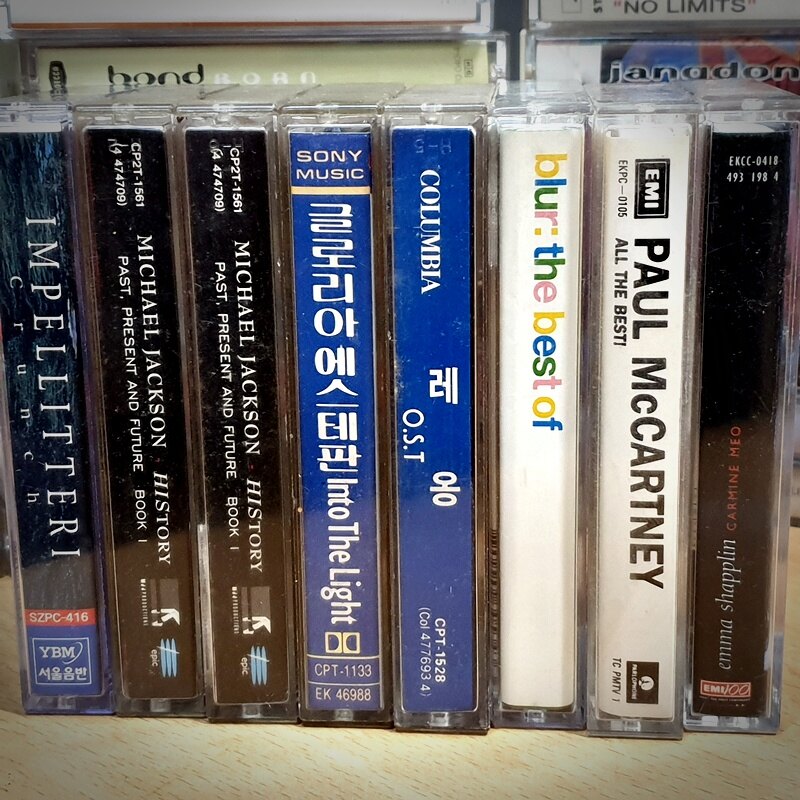 "NO LIMITS"
bond BORN
IMPELLITTERI
Crunch
SZPC-416
YBM
서울음반
CP2T-1561
(4 474709)
MICHAEL JACKSON · HIStory
PAST, PRESENT AND FUTURE BOOK I
epic
CP2T-1561
(4 474709)
MICHAEL JACKSON · HIStory
PAST, PRESENT AND FUTURE BOOK I
epic
SONY
MUSIC
글로리아 에스테판 Into The Light
CPT-1133
EK 46988
COLUMBIA
레옹
O.S.T
CPT-1528
(Col 477693 4)
blur: the best of
EMI
EKPC-0105
PAUL McCARTNEY
ALL THE BEST!
PARLOPHONE
TC PMTV 1
EKCC-0418
493 198 4
emma shapplin CARMINE MEO
EMI100